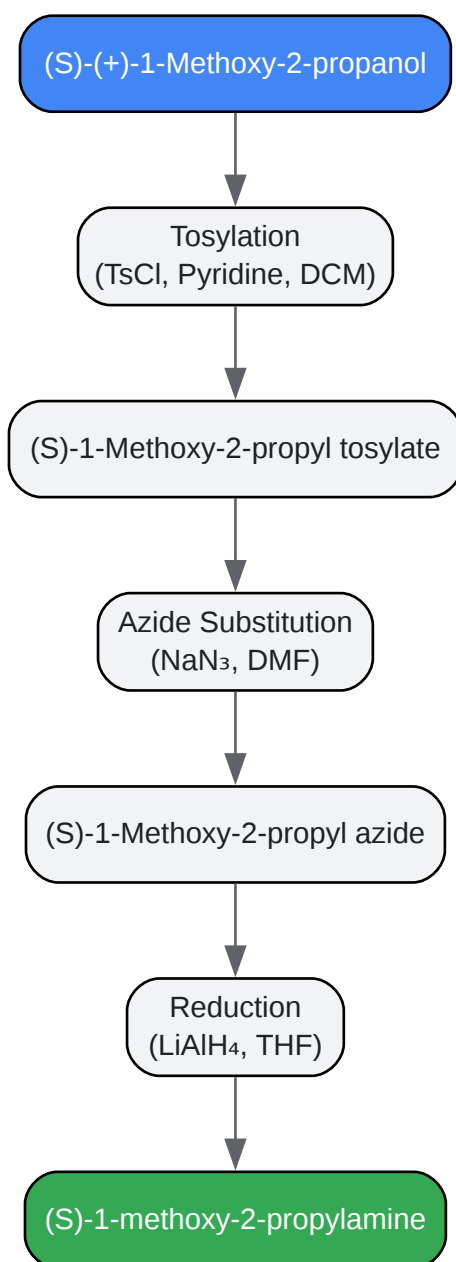 (S)-(+)-1-Methoxy-2-propanol
Tosylation
(TsCl, Pyridine, DCM)
(S)-1-Methoxy-2-propyl tosylate
Azide Substitution
(NaN₃, DMF)
(S)-1-Methoxy-2-propyl azide
Reduction
(LiAlH₄, THF)
(S)-1-methoxy-2-propylamine